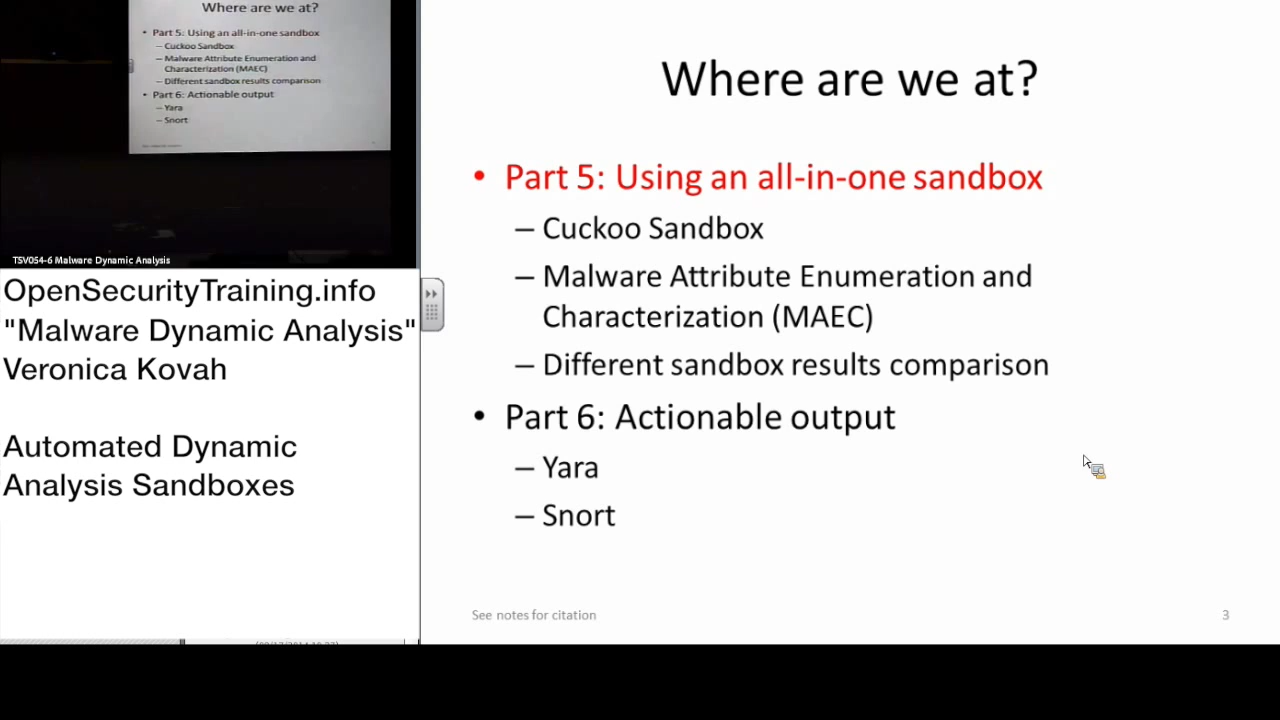 Where are we at?
• Part 5: Using an all-in-one sandbox
– Cuckoo Sandbox
– Malware Attribute Enumeration and
Characterization (MAEC)
– Different sandbox results comparison
• Part 6: Actionable output
– Yara
– Snort
TSV054-6 Malware Dynamic Analysis
OpenSecurityTraining.info
"Malware Dynamic Analysis"
Veronica Kovah
Automated Dynamic
Analysis Sandboxes
Where are we at?
• Part 5: Using an all-in-one sandbox
– Cuckoo Sandbox
– Malware Attribute Enumeration and
Characterization (MAEC)
– Different sandbox results comparison
• Part 6: Actionable output
– Yara
– Snort
See notes for citation
3